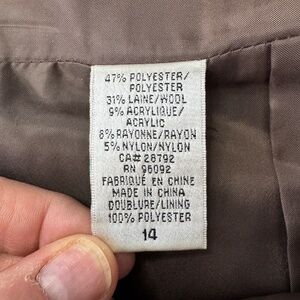 47% POLYESTER/
POLYESTER
31% LAINE/WOOL
9% ACRYLIQUE/
ACRYLIC
8% RAYONNE/RAYON
5% NYLON/NYLON
CA# 28792
RN 96092
FABRIQUÉ EN CHINE
MADE IN CHINA
DOUBLURE/LINING
100% POLYESTER
14